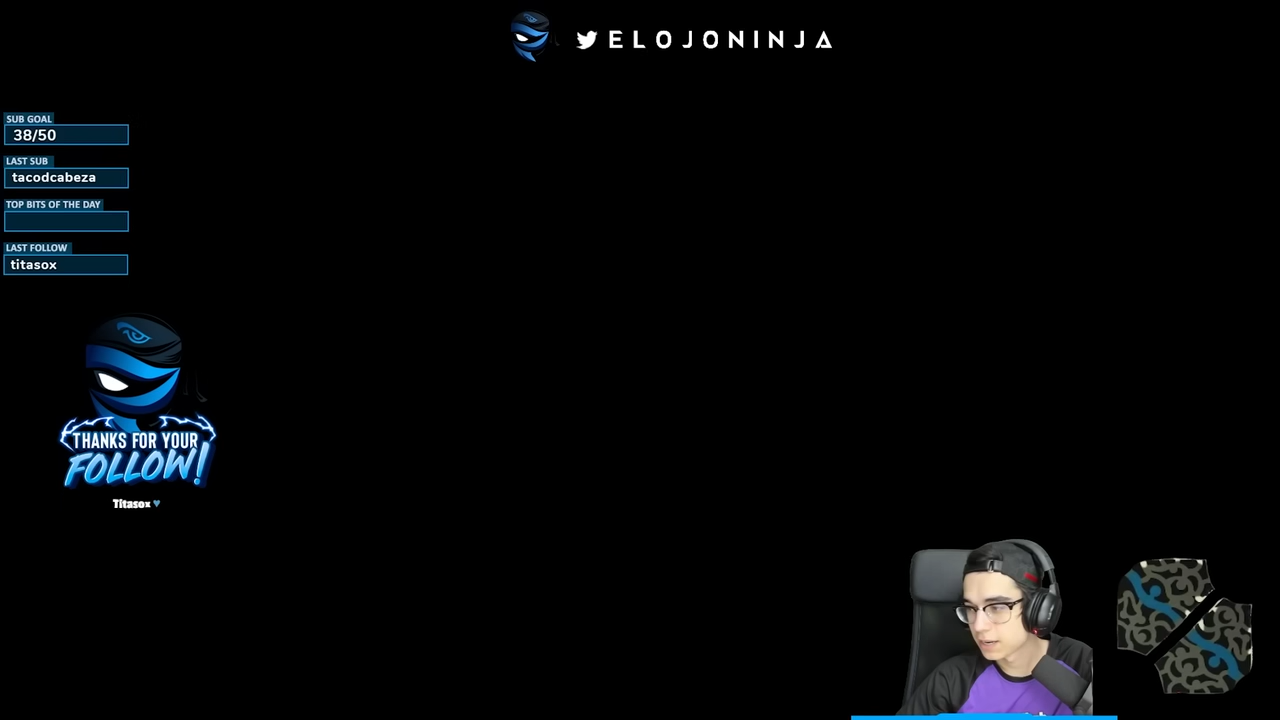 ELOJONINJA
SUB GOAL
38/50
LAST SUB
tacodcabeza
TOP BITS OF THE DAY
LAST FOLLOW
titasox
THANKS FOR YOUR
FOLLOW!
Titasox ♥